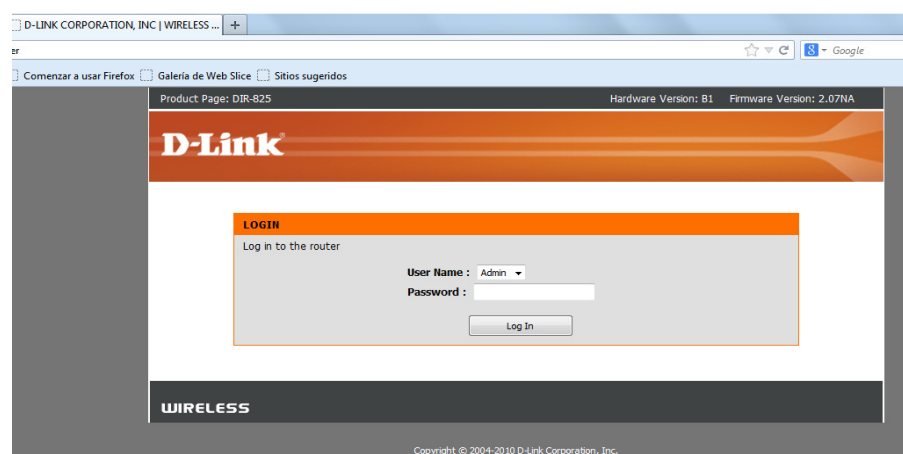 D-LINK CORPORATION, INC | WIRELESS ... +
er Google
Comenzar a usar Firefox Galería de Web Slice Sitios sugeridos
Product Page: DIR-825 Hardware Version: B1 Firmware Version: 2.07NA
D-Link
LOGIN
Log in to the router
User Name : Admin
Password :
Log In
WIRELESS
Copyright © 2004-2010 D-Link Corporation, Inc.